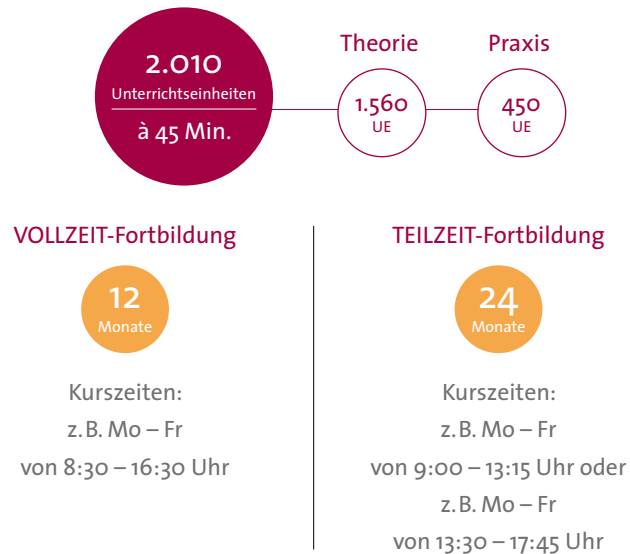 2.010
Unterrichtseinheiten
à 45 Min.
Theorie
1.560
UE
Praxis
450
UE
VOLLZEIT-Fortbildung
12
Monate
Kurszeiten:
z.B. Mo – Fr
von 8:30 – 16:30 Uhr
TEILZEIT-Fortbildung
24
Monate
Kurszeiten:
z.B. Mo – Fr
von 9:00 – 13:15 Uhr oder
z.B. Mo – Fr
von 13:30 – 17:45 Uhr